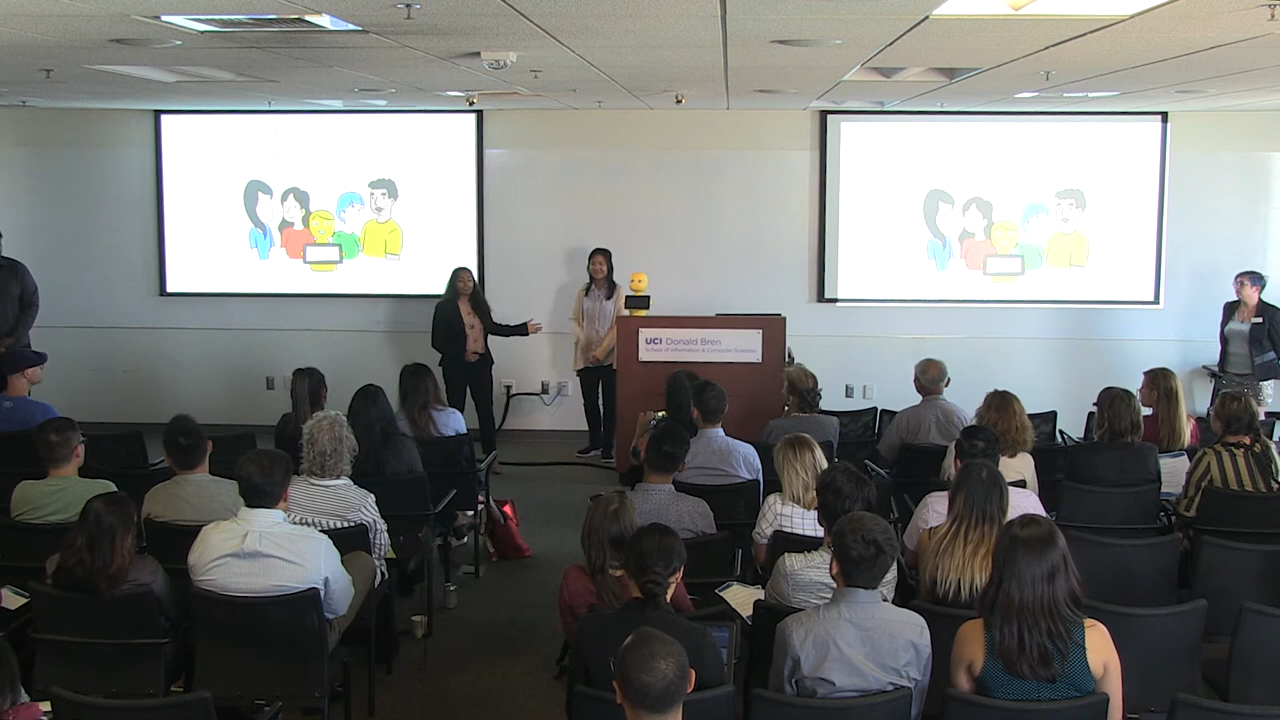 UCI Donald Bren
School of Information & Computer Sciences